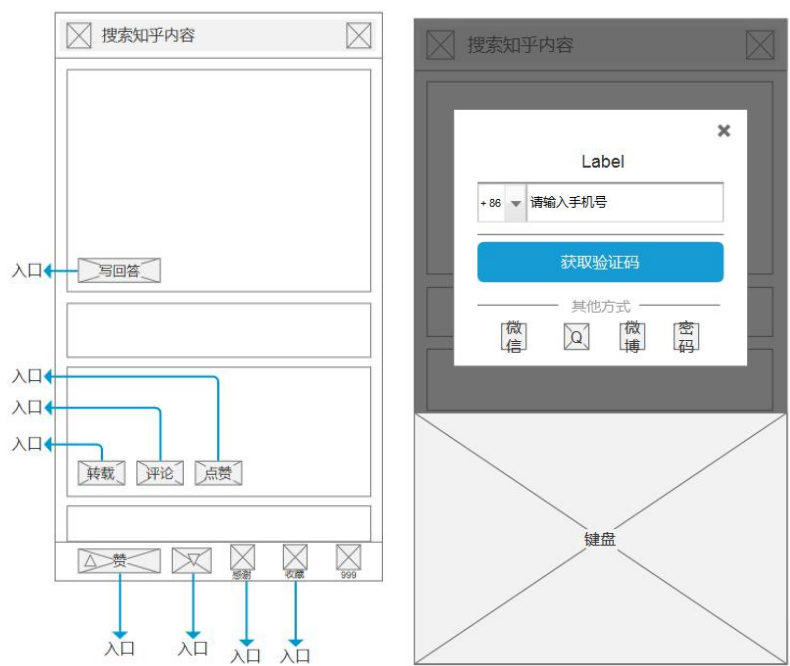 搜索知乎内容
入口
写回答
入口
入口
入口
转载
评论
点赞
赞
感谢
收藏
999
入口
入口
入口
入口
搜索知乎内容
Label
+ 86
请输入手机号
获取验证码
其他方式
微信
Q
微博
密码
键盘